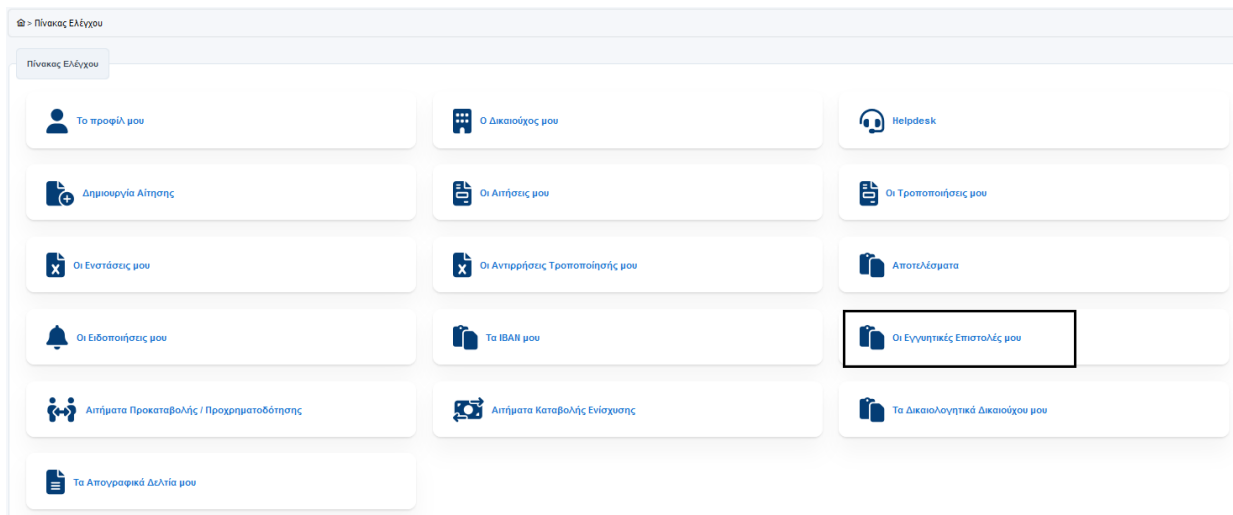 > Πίνακας Ελέγχου
Πίνακας Ελέγχου
Το προφίλ μου
Ο Δικαιούχος μου
Helpdesk
Δημιουργία Αίτησης
Οι Αιτήσεις μου
Οι Τροποποιήσεις μου
Οι Ενστάσεις μου
Οι Αντιρρήσεις Τροποποίησής μου
Αποτελέσματα
Οι Ειδοποιήσεις μου
Τα IBAN μου
Οι Εγγυητικές Επιστολές μου
Αιτήματα Προκαταβολής / Προχρηματοδότησης
Αιτήματα Καταβολής Ενίσχυσης
Τα Δικαιολογητικά Δικαιούχου μου
Τα Απογραφικά Δελτία μου